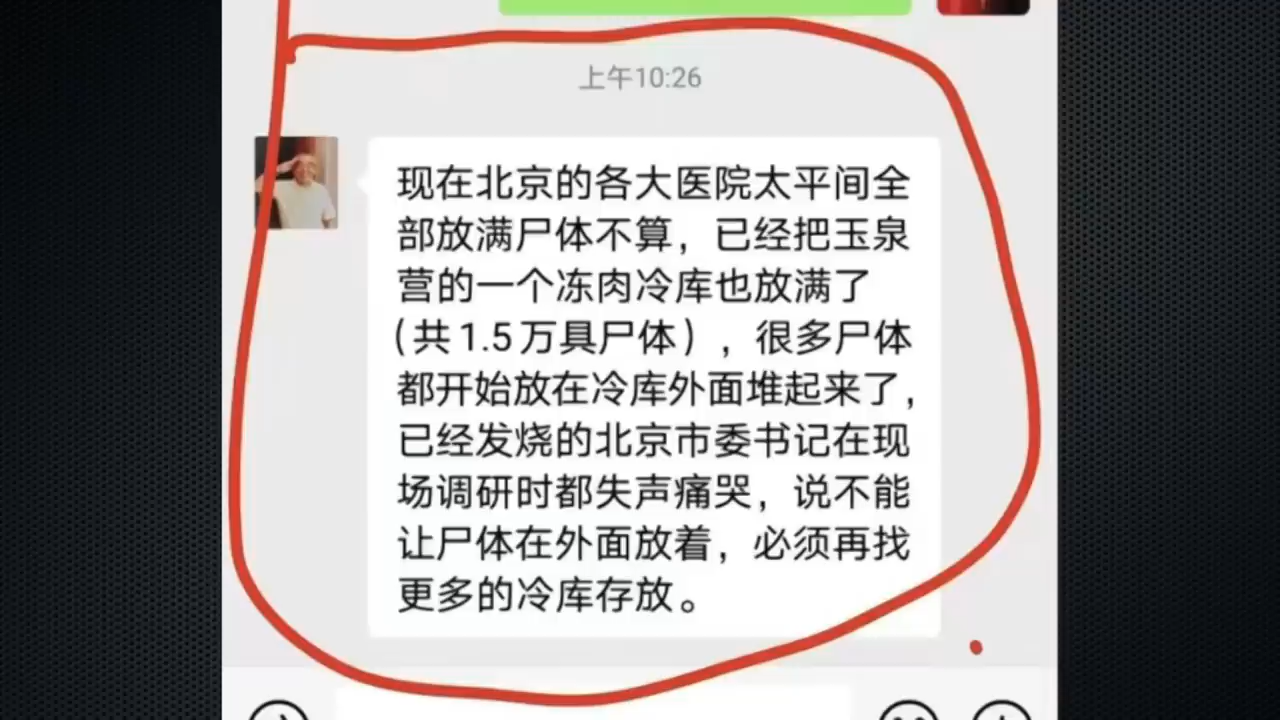 上午10:26
现在北京的各大医院太平间全
部放满尸体不算，已经把玉泉
营的一个冻肉冷库也放满了
（共1.5万具尸体），很多尸体
都开始放在冷库外面堆起来了，
已经发烧的北京市委书记在现
场调研时都失声痛哭，说不能
让尸体在外面放着，必须再找
更多的冷库存放。